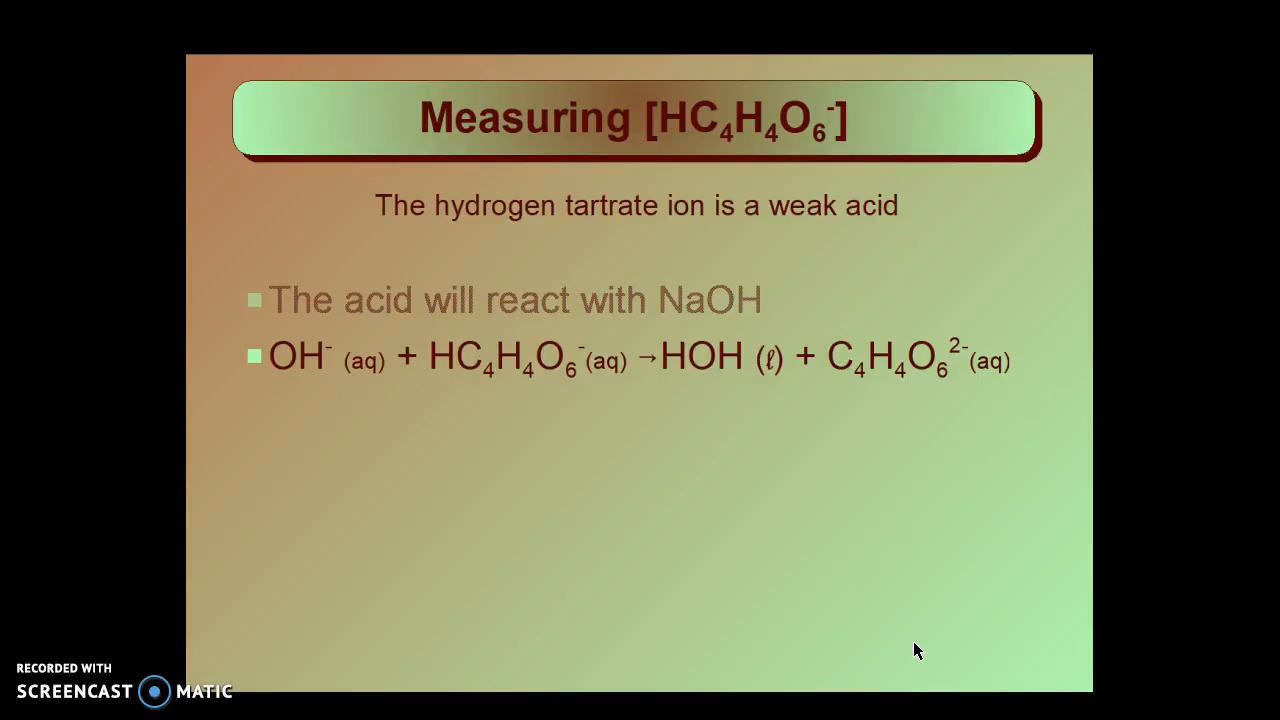 Measuring [HC₄H₄O₆⁻]
The hydrogen tartrate ion is a weak acid
The acid will react with NaOH
OH⁻ (aq) + HC₄H₄O₆⁻(aq) →HOH (ℓ) + C₄H₄O₆²⁻(aq)
RECORDED WITH
SCREENCAST MATIC